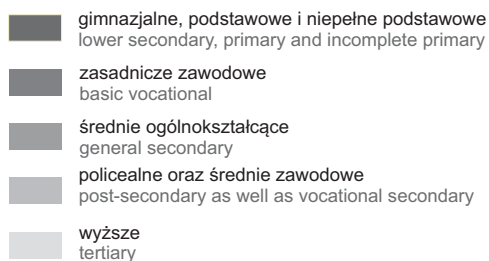 gimnazjalne, podstawowe i niepełne podstawowe
lower secondary, primary and incomplete primary
zasadnicze zawodowe
basic vocational
średnie ogólnokształcące
general secondary
policealne oraz średnie zawodowe
post-secondary as well as vocational secondary
wyższe
tertiary